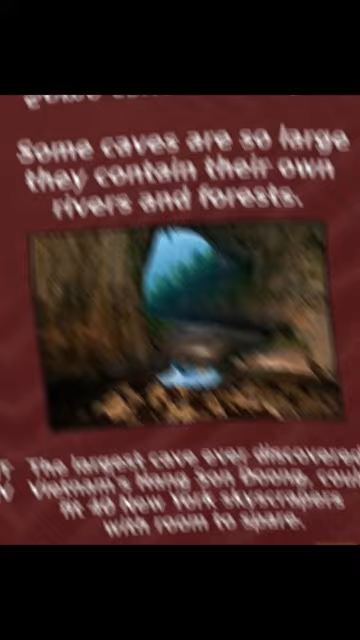 Some caves are so large
they contain their own
rivers and forests.
The largest cave ever discovered
Vietnam's Hang Son Doong,
fit 40 New York skyscrapers
with room to spare.